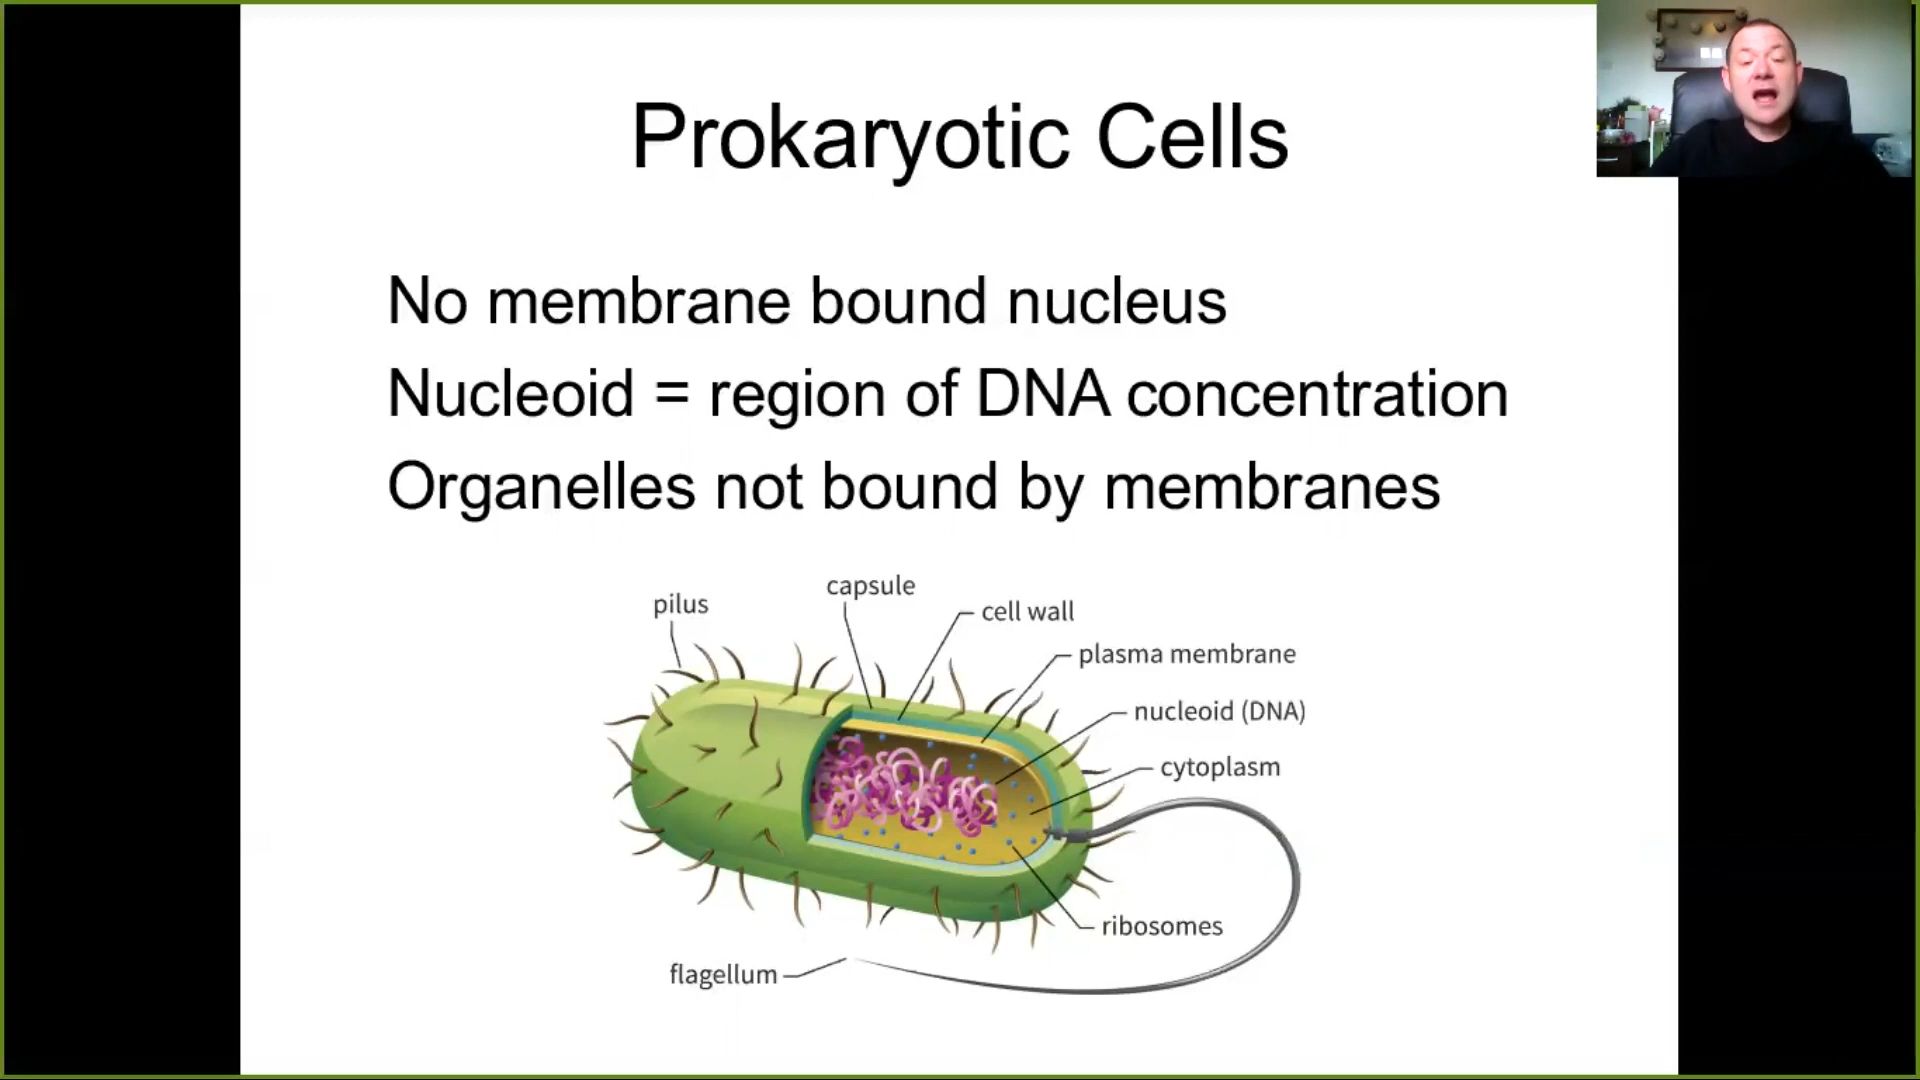 Prokaryotic Cells
No membrane bound nucleus
Nucleoid = region of DNA concentration
Organelles not bound by membranes
capsule
pilus
cell wall
plasma membrane
nucleoid (DNA)
cytoplasm
ribosomes
flagellum